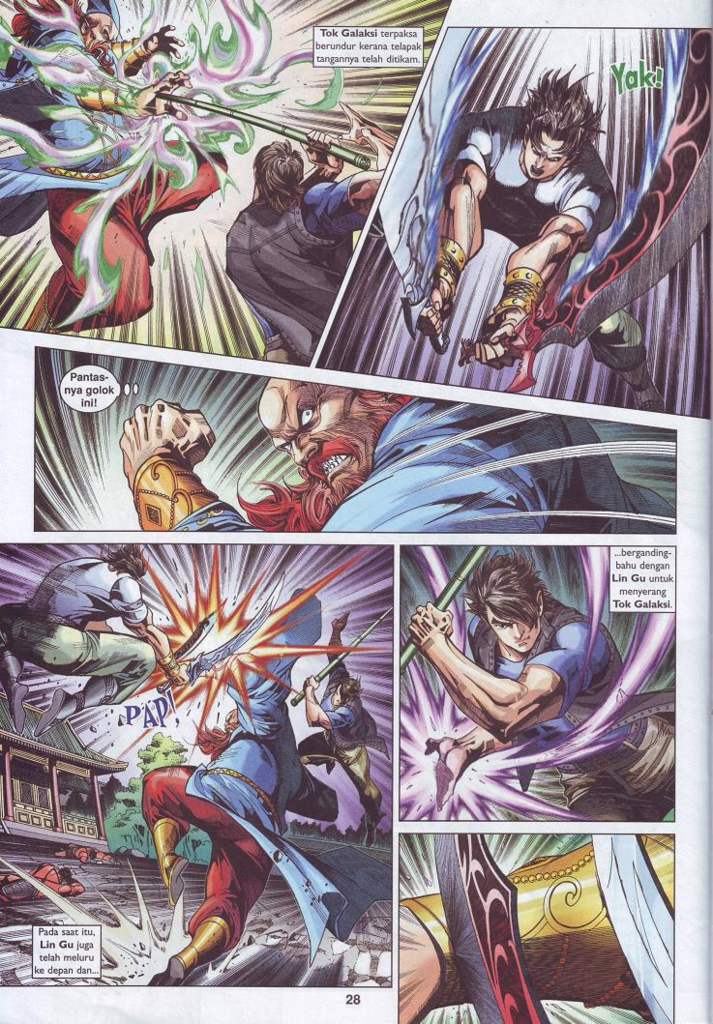 Tok Galaksi terpaksa
berundur kerana telapak
tangannya telah ditikam.
Yak!
Pantas-
nya golok
ini!
PAP!
...berganding-
bahu dengan
Lin Gu untuk
menyerang
Tok Galaksi.
Pada saat itu,
Lin Gu juga
telah meluru
ke depan dan...
28